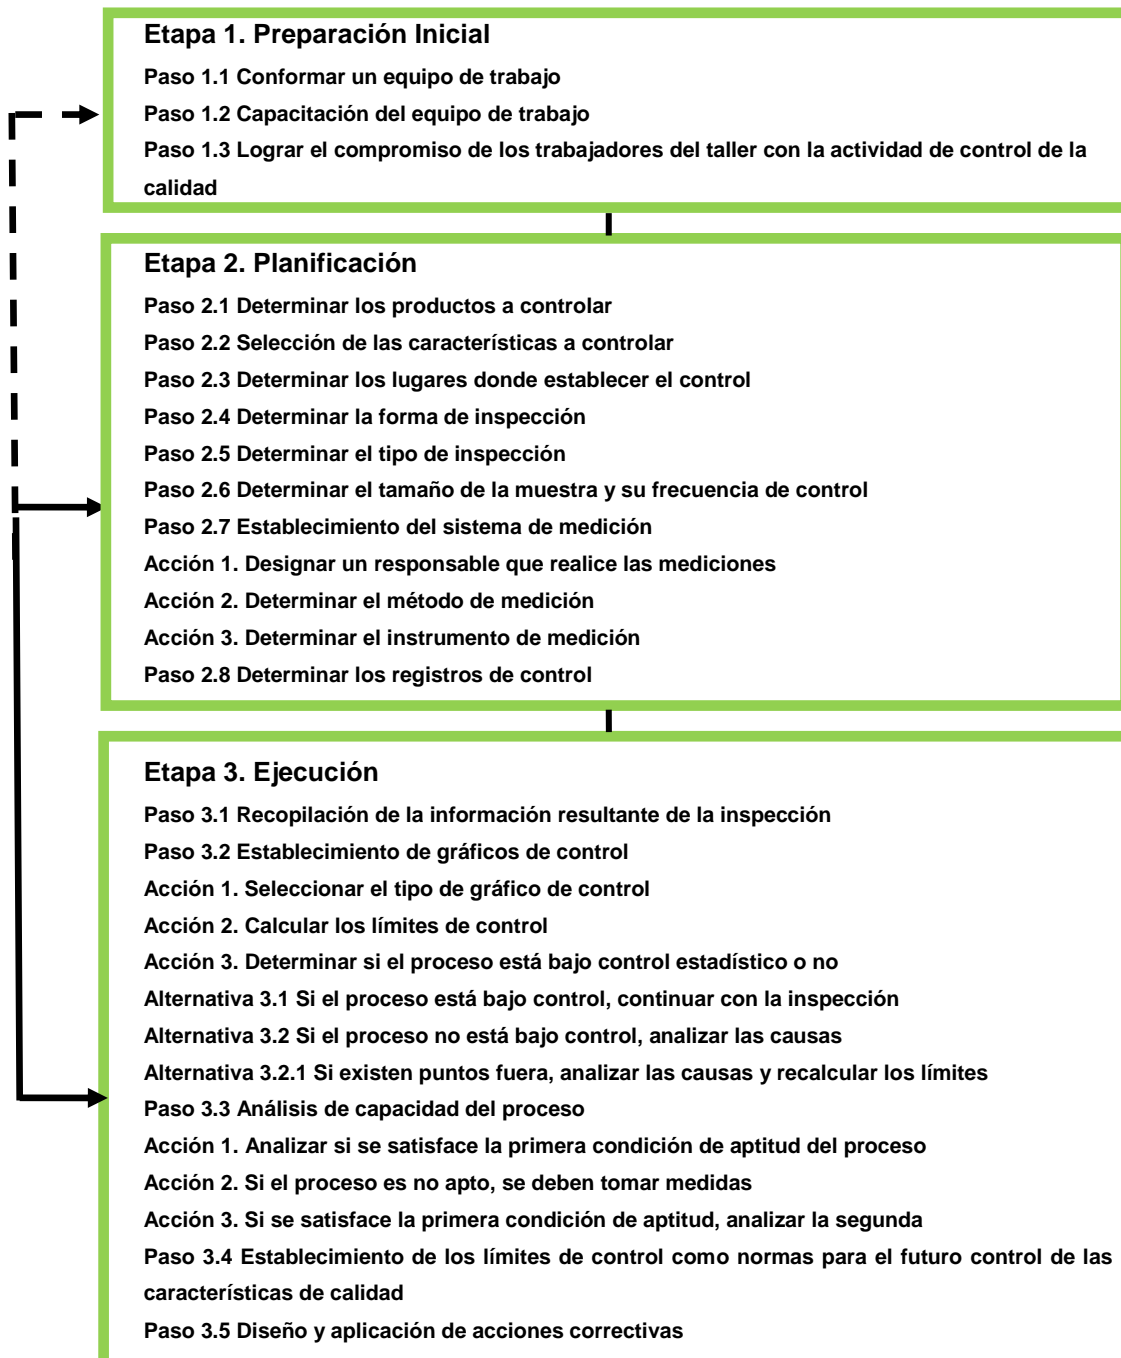 Etapa 1. Preparación Inicial
Paso 1.1 Conformar un equipo de trabajo
Paso 1.2 Capacitación del equipo de trabajo
Paso 1.3 Lograr el compromiso de los trabajadores del taller con la actividad de control de la
calidad
Etapa 2. Planificación
Paso 2.1 Determinar los productos a controlar
Paso 2.2 Selección de las características a controlar
Paso 2.3 Determinar los lugares donde establecer el control
Paso 2.4 Determinar la forma de inspección
Paso 2.5 Determinar el tipo de inspección
Paso 2.6 Determinar el tamaño de la muestra y su frecuencia de control
Paso 2.7 Establecimiento del sistema de medición
Acción 1. Designar un responsable que realice las mediciones
Acción 2. Determinar el método de medición
Acción 3. Determinar el instrumento de medición
Paso 2.8 Determinar los registros de control
Etapa 3. Ejecución
Paso 3.1 Recopilación de la información resultante de la inspección
Paso 3.2 Establecimiento de gráficos de control
Acción 1. Seleccionar el tipo de gráfico de control
Acción 2. Calcular los límites de control
Acción 3. Determinar si el proceso está bajo control estadístico o no
Alternativa 3.1 Si el proceso está bajo control, continuar con la inspección
Alternativa 3.2 Si el proceso no está bajo control, analizar las causas
Alternativa 3.2.1 Si existen puntos fuera, analizar las causas y recalcular los límites
Paso 3.3 Análisis de capacidad del proceso
Acción 1. Analizar si se satisface la primera condición de aptitud del proceso
Acción 2. Si el proceso es no apto, se deben tomar medidas
Acción 3. Si se satisface la primera condición de aptitud, analizar la segunda
Paso 3.4 Establecimiento de los límites de control como normas para el futuro control de las
características de calidad
Paso 3.5 Diseño y aplicación de acciones correctivas